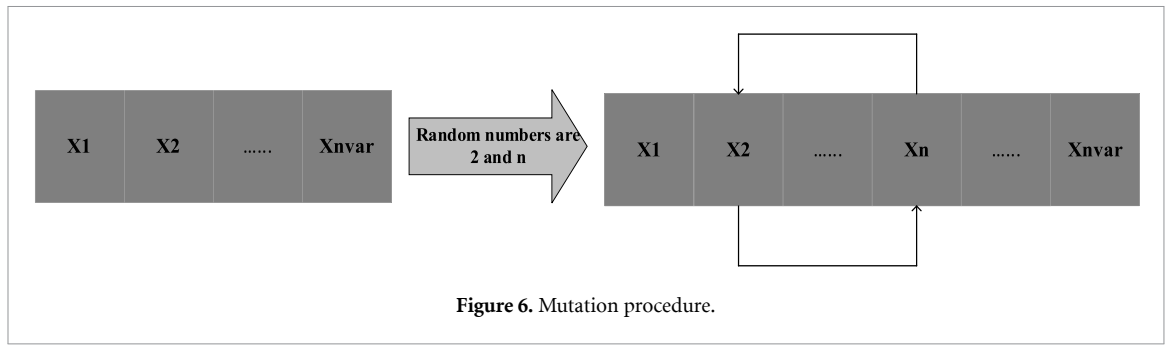 X1 X2 ...... Xnvar
Random numbers are
2 and n
X1 X2 ...... Xn ...... Xnvar
Figure 6. Mutation procedure.